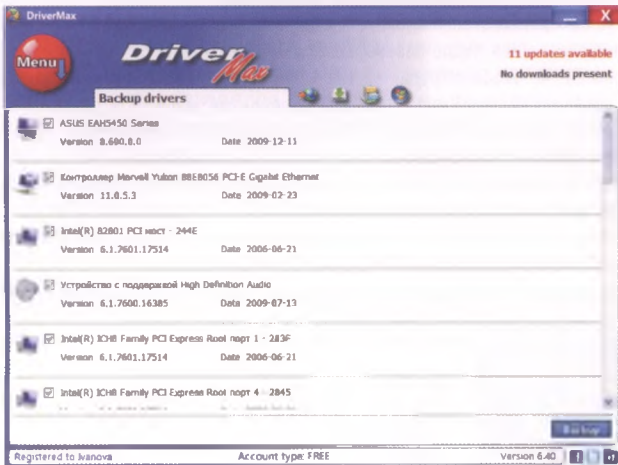 DriverMax
Menu
Driver Max
11 updates available
No downloads present
Backup drivers
ASUS EAH5450 Series
Version 8.680.0.0 Date 2009-12-11
Контроллер Marvell Yukon 88E8056 PCI-E Gigabit Ethernet
Version 11.0.5.3 Date 2009-02-23
Intel(R) 82801 PCI мост - 244E
Version 6.1.7601.17514 Date 2006-06-21
Устройство с поддержкой High Definition Audio
Version 6.1.7600.16385 Date 2009-07-13
Intel(R) ICH8 Family PCI Express Root порт 1 - 283F
Version 6.1.7601.17514 Date 2006-06-21
Intel(R) ICH8 Family PCI Express Root порт 4 - 2845
Backup
Registered to Ivanova
Account type: FREE
Version 6.40